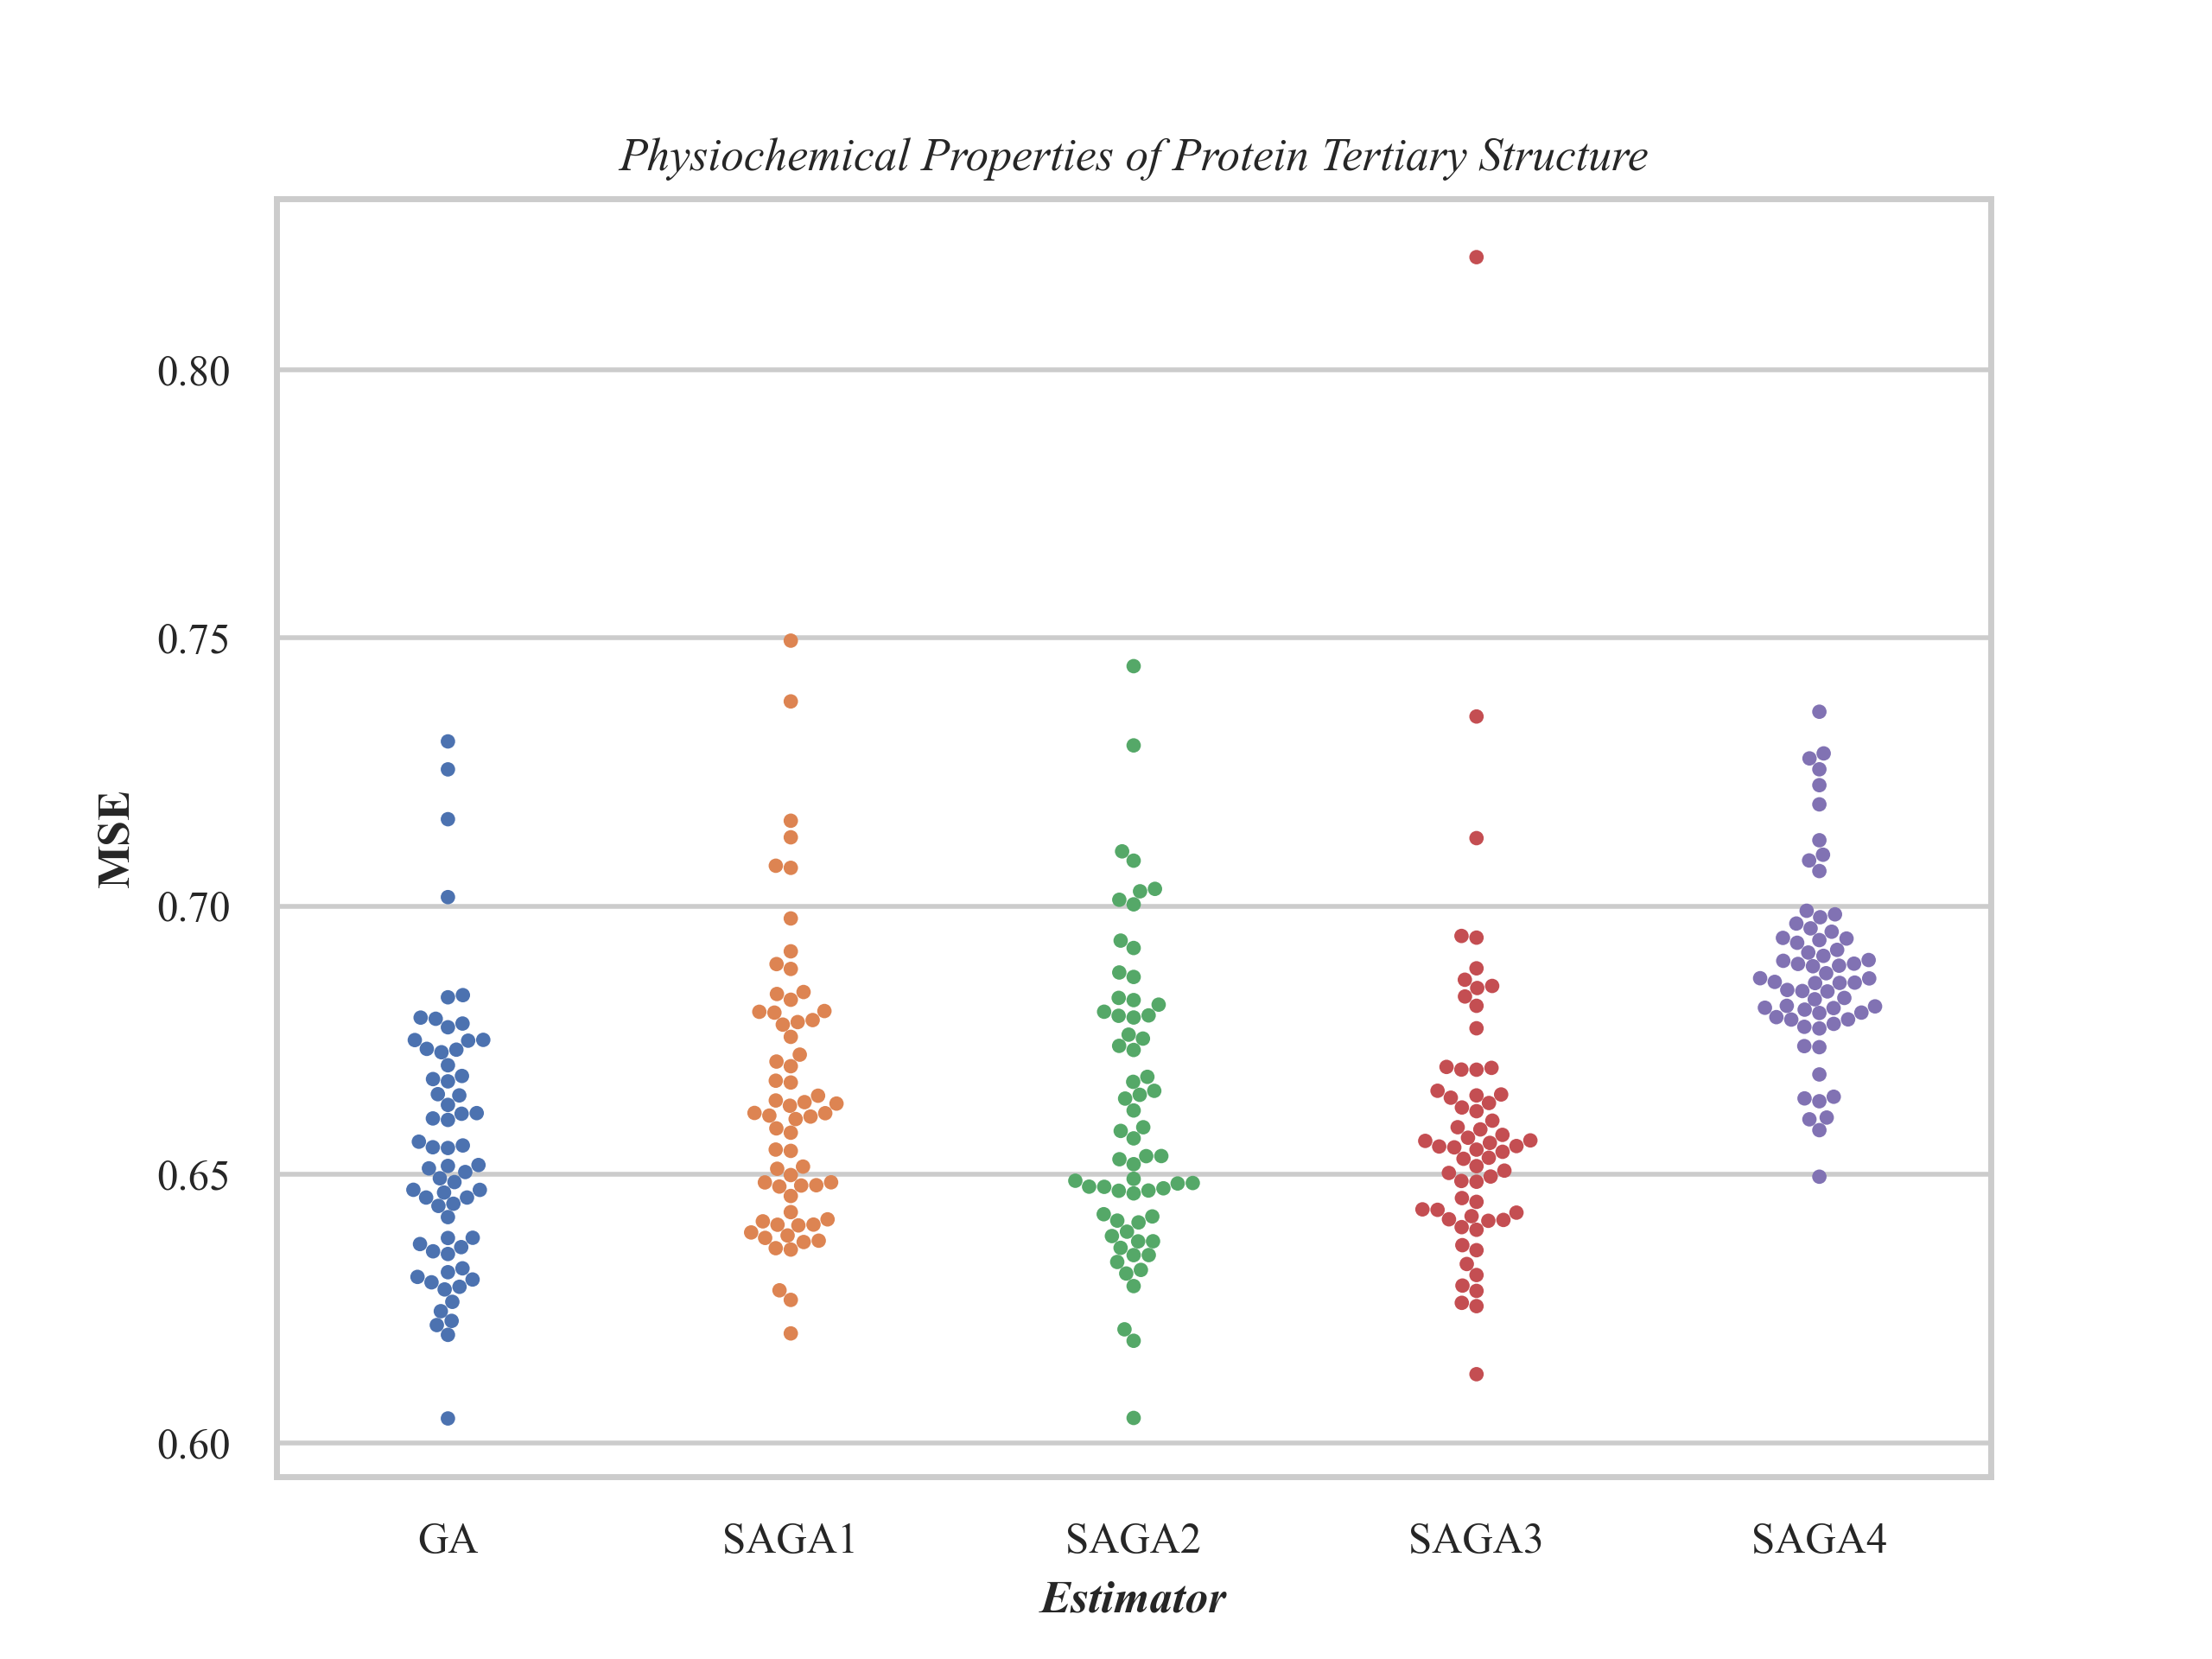 Physiochemical Properties of Protein Tertiary Structure
0.80
0.75
0.70
0.65
0.60
MSE
GA SAGA1 SAGA2 SAGA3 SAGA4
Estimator